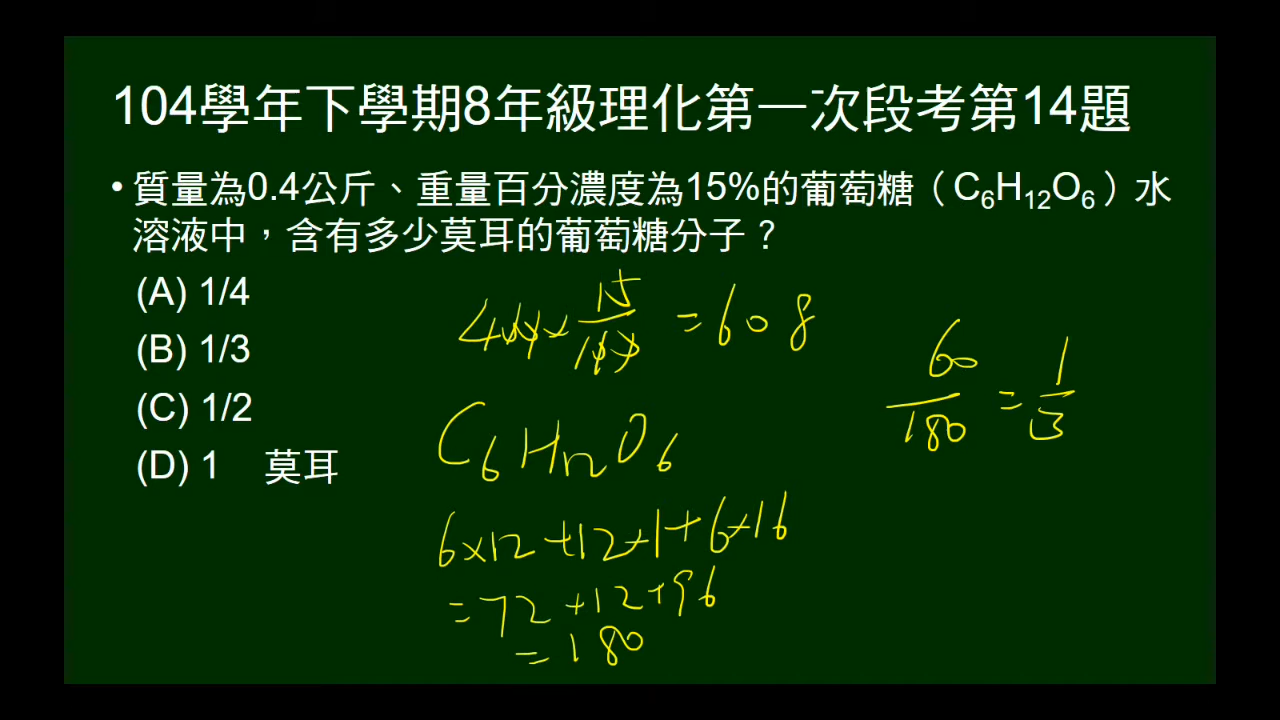 104學年下學期8年級理化第一次段考第14題
• 質量為0.4公斤、重量百分濃度為15%的葡萄糖（C₆H₁₂O₆）水
溶液中，含有多少莫耳的葡萄糖分子？
(A) 1/4
(B) 1/3
(C) 1/2
(D) 1 莫耳
400×15/100=60g
60/180=1/3
C₆H₁₂O₆
6×12+12×1+6×16
=72+12+96
=180